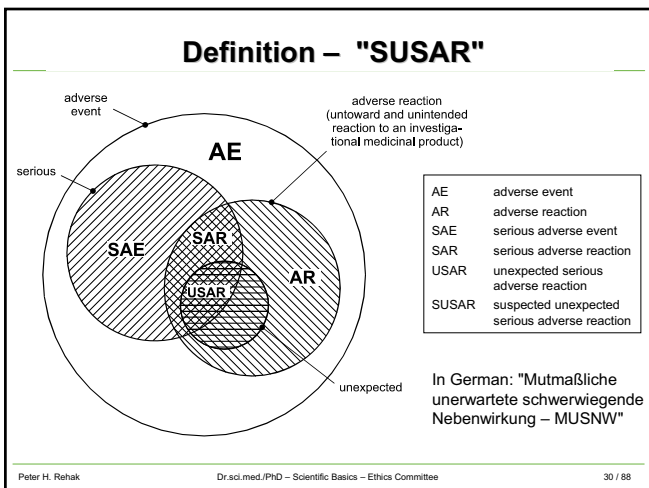 Definition – "SUSAR"
adverse
event
adverse reaction
(untoward and unintended
reaction to an investiga-
tional medicinal product)
AE
serious
SAE
SAR
AR
USAR
unexpected
AE adverse event
AR adverse reaction
SAE serious adverse event
SAR serious adverse reaction
USAR unexpected serious
adverse reaction
SUSAR suspected unexpected
serious adverse reaction
In German: "Mutmaßliche
unerwartete schwerwiegende
Nebenwirkung – MUSNW"
Peter H. Rehak Dr.sci.med./PhD – Scientific Basics – Ethics Committee 30 / 88